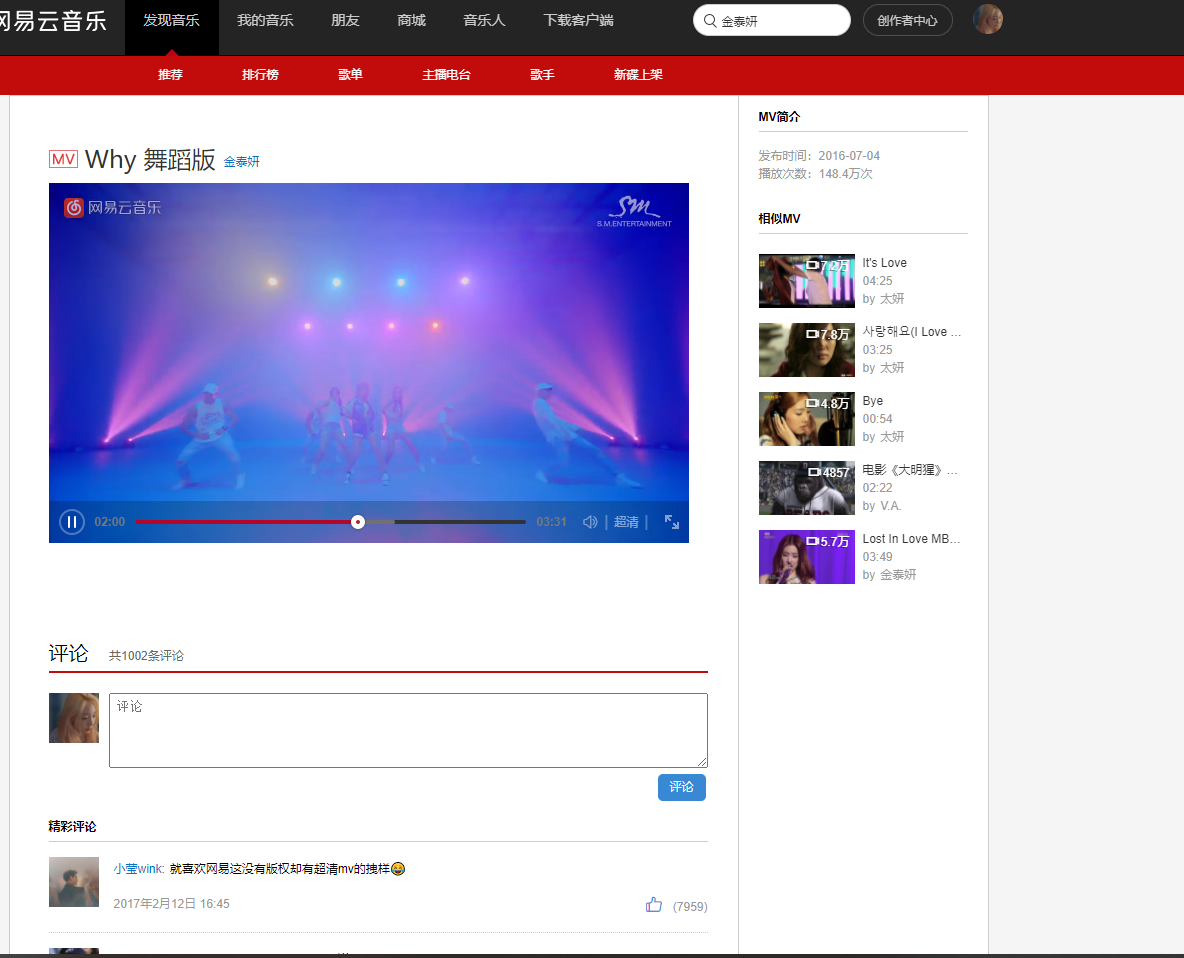 网易云音乐
发现音乐
我的音乐
朋友
商城
音乐人
下载客户端
金泰妍
创作者中心
推荐
排行榜
歌单
主播电台
歌手
新碟上架
MV Why 舞蹈版 金泰妍
网易云音乐
S.M.ENTERTAINMENT
02:00
03:31
超清
评论 共1002条评论
评论
评论
精彩评论
小莹wink: 就喜欢网易这没有版权却有超清mv的拽样😂
2017年2月12日 16:45
(7959)
MV简介
发布时间：2016-07-04
播放次数：148.4万次
相似MV
7.2万
It's Love
04:25
by 太妍
7.8万
사랑해요(I Love ...
03:25
by 太妍
4.8万
Bye
00:54
by 太妍
4857
电影《大明猩》...
02:22
by V.A.
5.7万
Lost In Love MB...
03:49
by 金泰妍